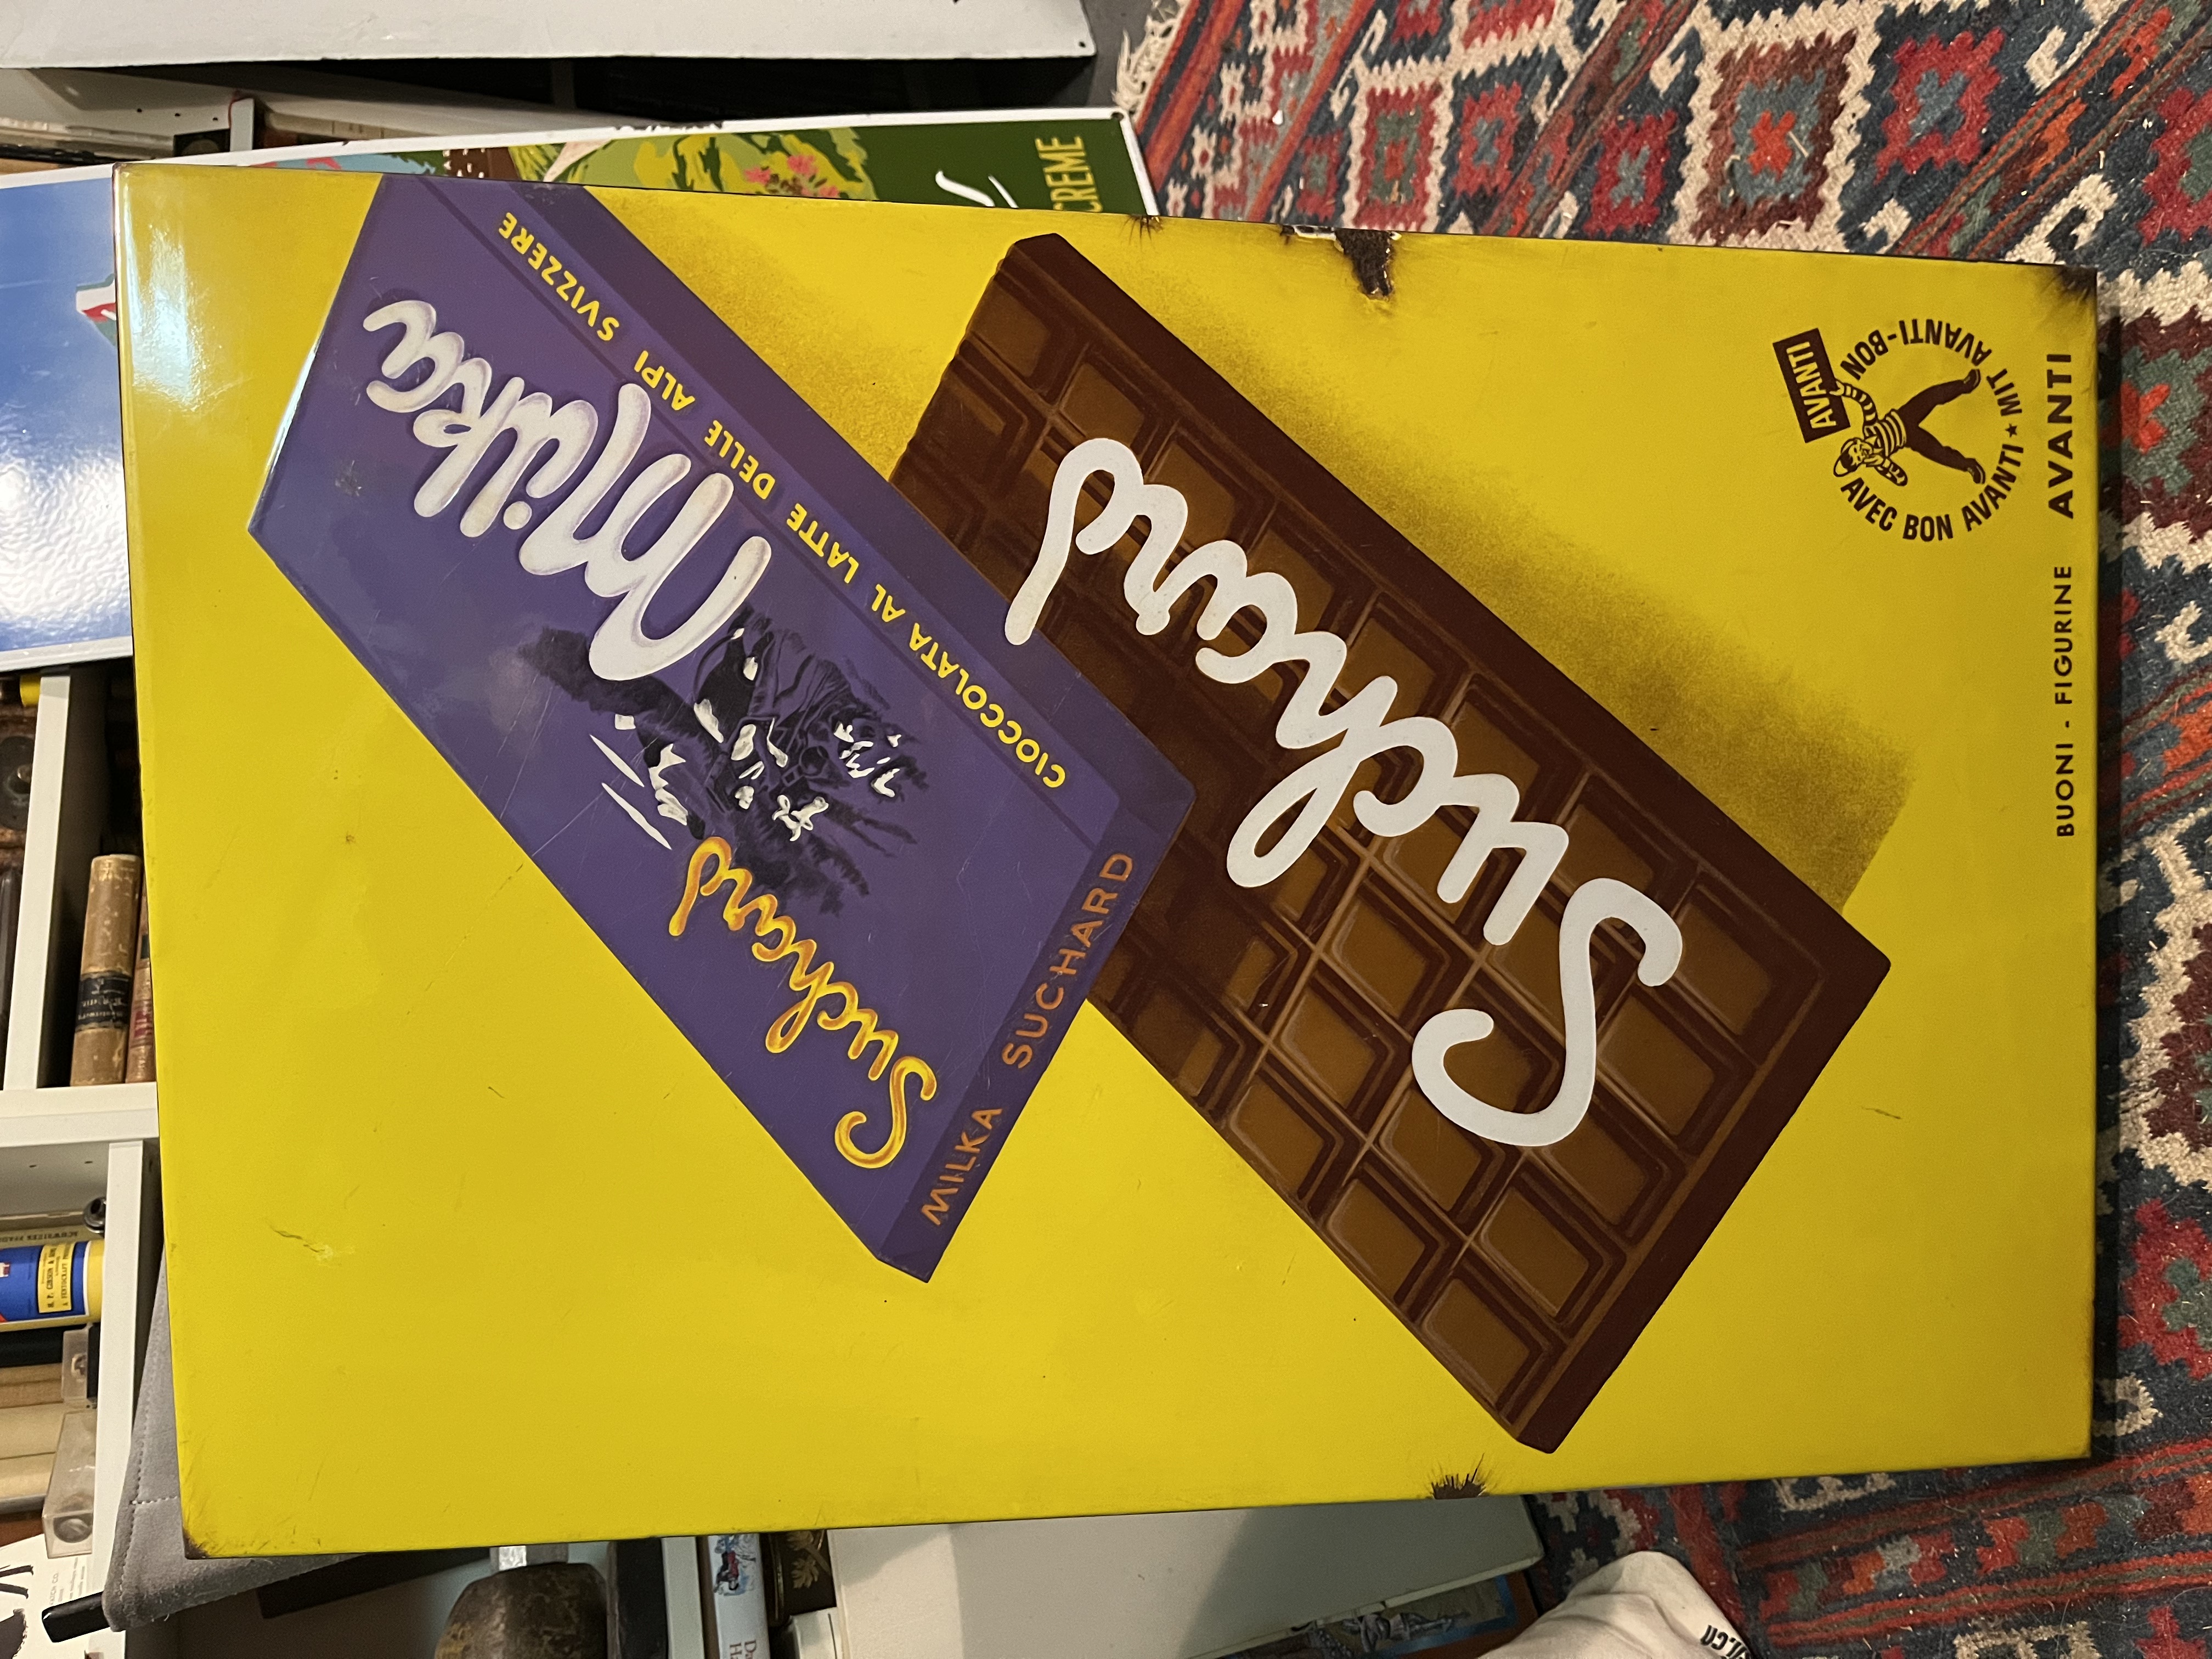 Milka
Suchard
CIOCCOLATA AL LATTE DELLE ALPI SVIZZERE
MILKA SUCHARD
Suchard
AVANTI
AVEC BON AVANTI ★ MIT AVANTI-BON
BUONI - FIGURINE AVANTI
CREME